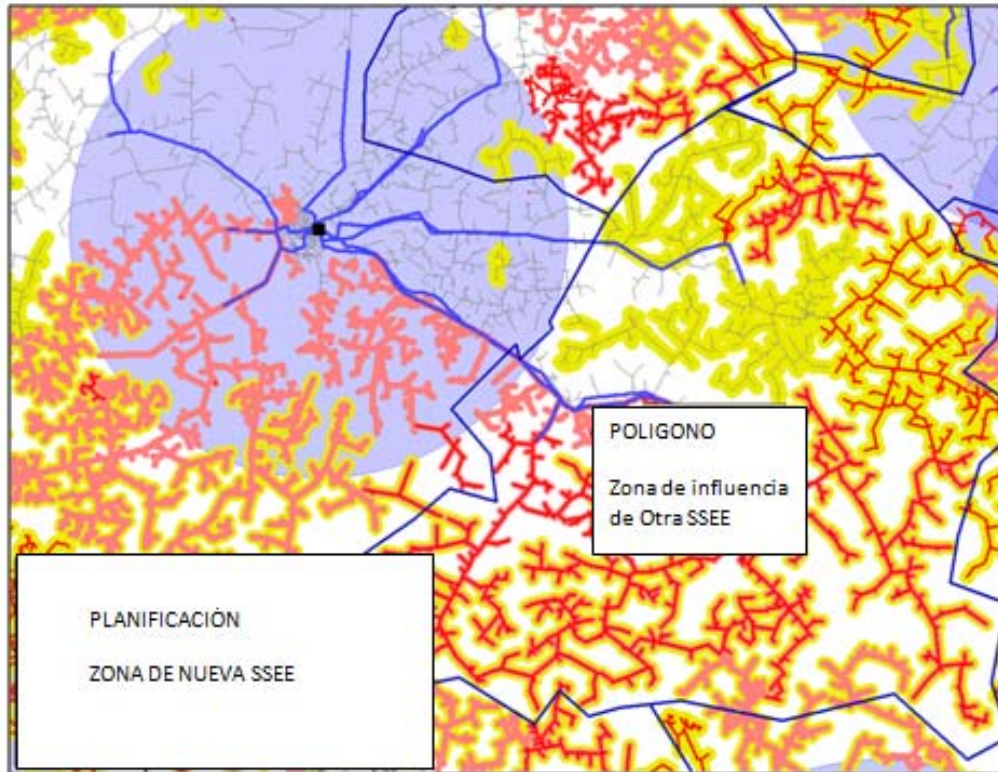 POLIGONO
Zona de influencia
de Otra SSEE
PLANIFICACIÓN
ZONA DE NUEVA SSEE